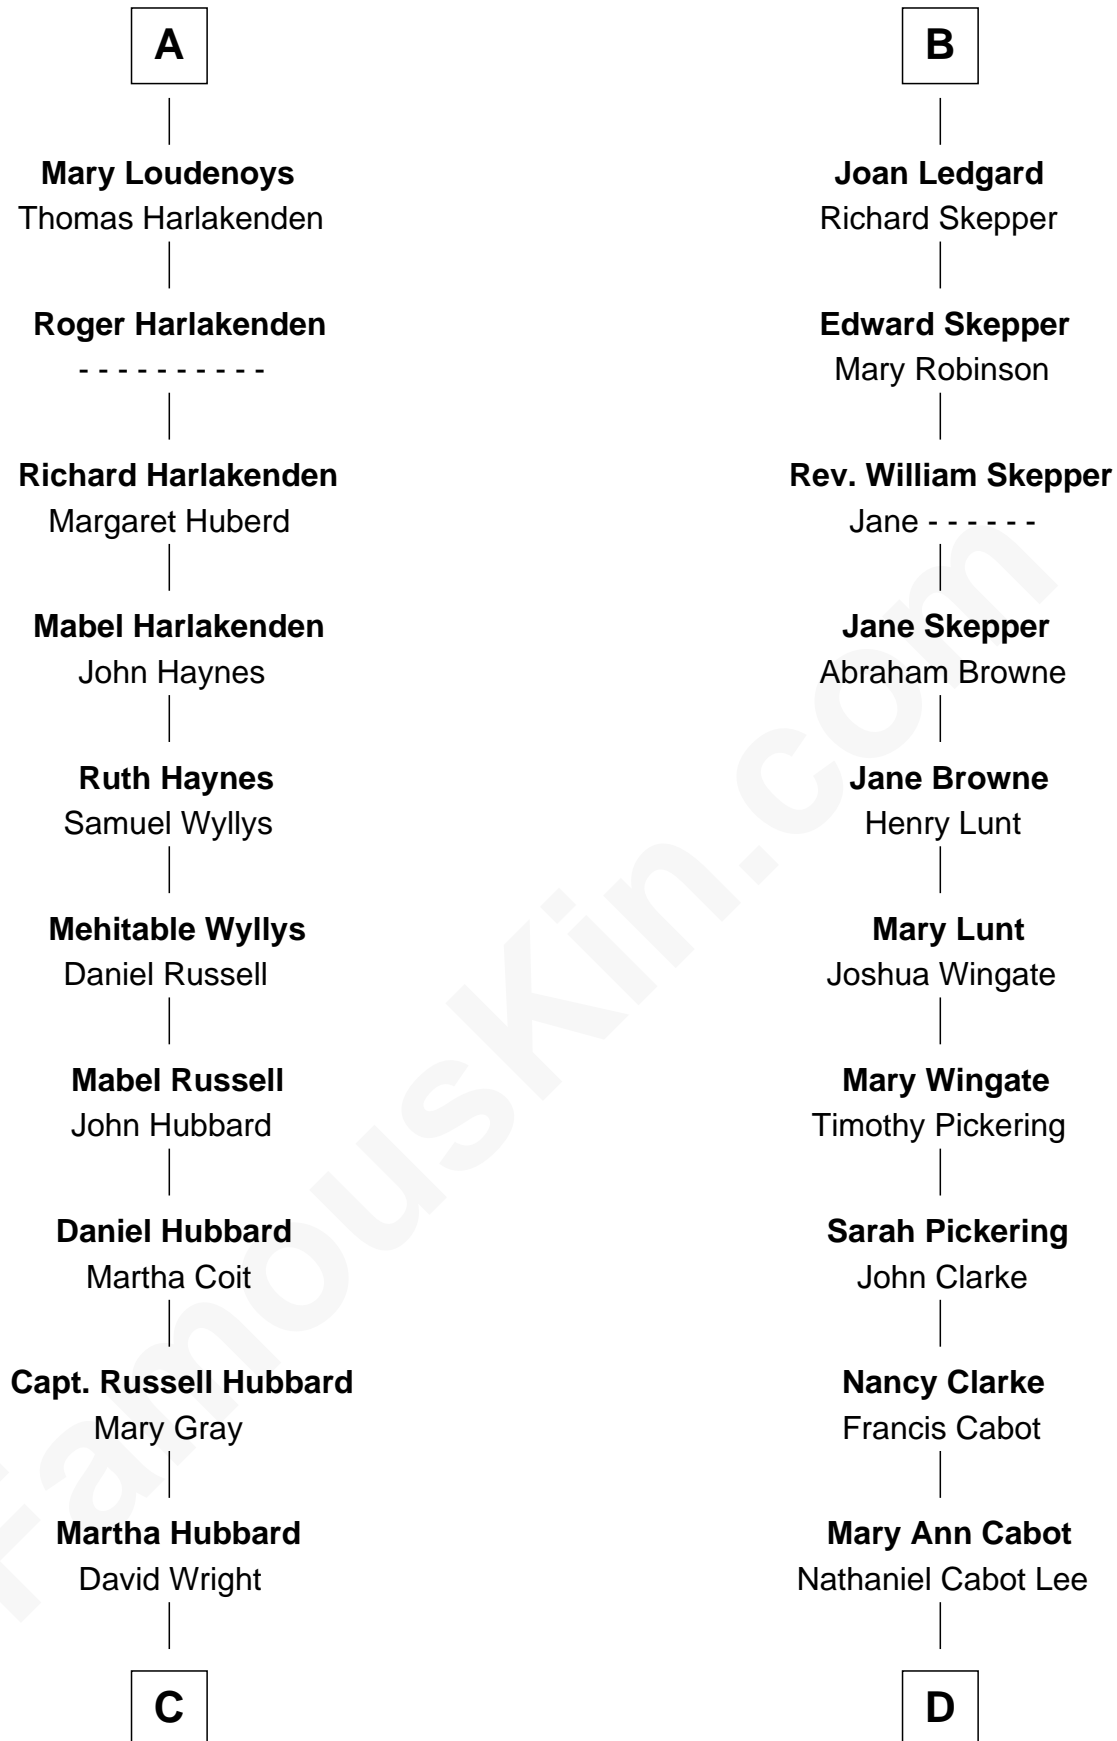 A
Mary Loudenoys
Thomas Harlakenden
Roger Harlakenden
- - - - - - - - - -
Richard Harlakenden
Margaret Huberd
Mabel Harlakenden
John Haynes
Ruth Haynes
Samuel Wyllys
Mehitable Wyllys
Daniel Russell
Mabel Russell
John Hubbard
Daniel Hubbard
Martha Coit
Capt. Russell Hubbard
Mary Gray
Martha Hubbard
David Wright
C
B
Joan Ledgard
Richard Skepper
Edward Skepper
Mary Robinson
Rev. William Skepper
Jane - - - - - -
Jane Skepper
Abraham Browne
Jane Browne
Henry Lunt
Mary Lunt
Joshua Wingate
Mary Wingate
Timothy Pickering
Sarah Pickering
John Clarke
Nancy Clarke
Francis Cabot
Mary Ann Cabot
Nathaniel Cabot Lee
D
FamousKin.com